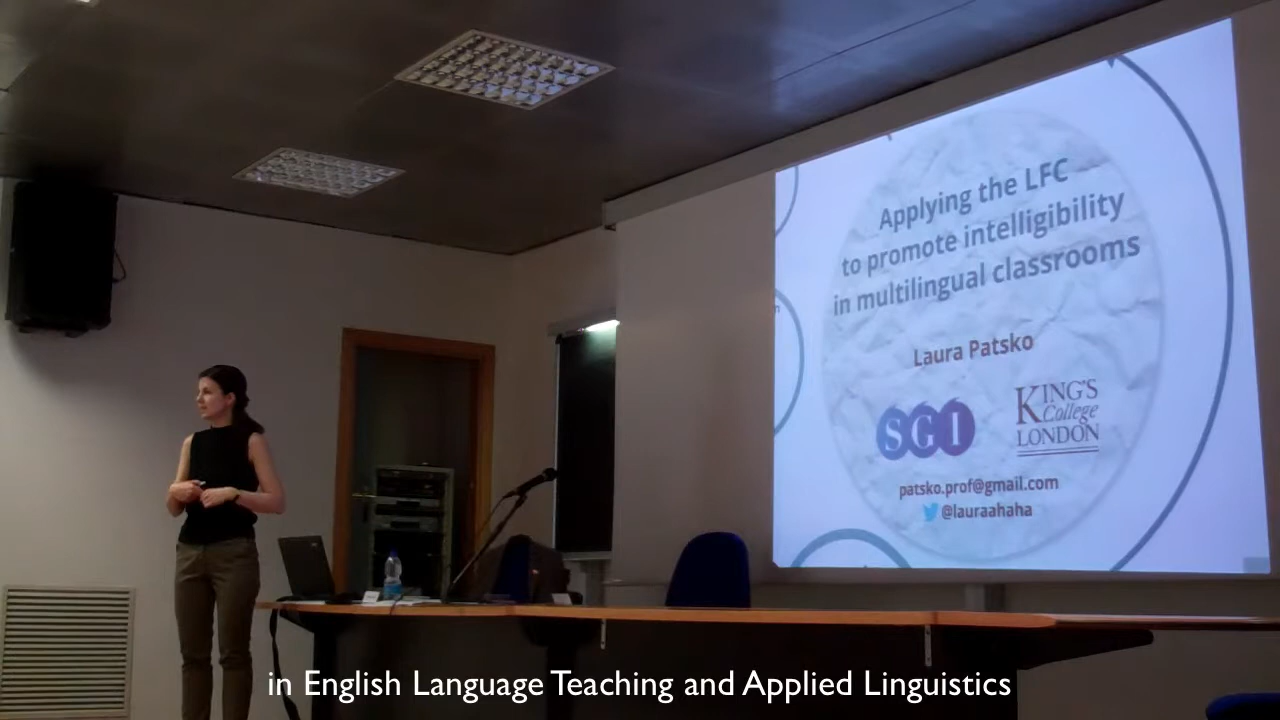 Applying the LFC
to promote intelligibility
in multilingual classrooms
Laura Patsko
SGI
KING'S
College
LONDON
patsko.prof@gmail.com
@lauraahaha
in English Language Teaching and Applied Linguistics